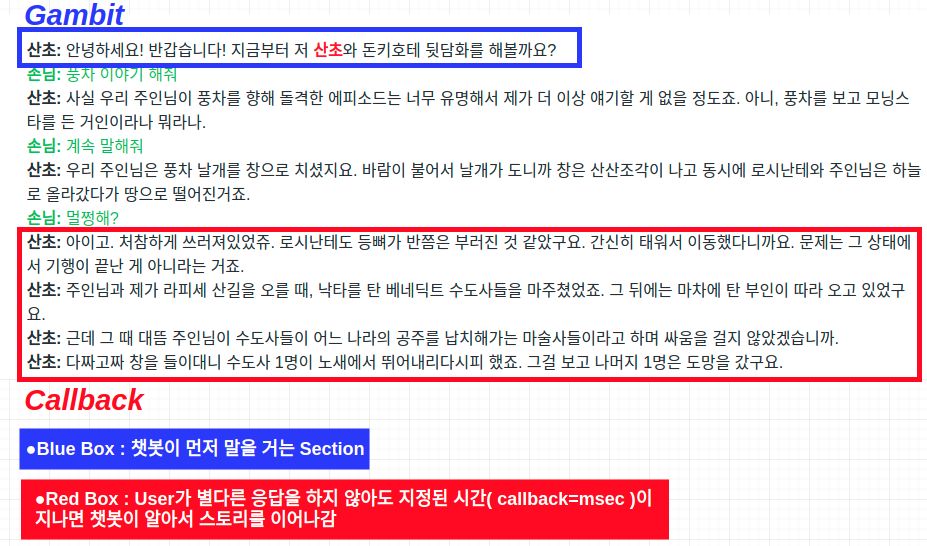 Gambit
산초: 안녕하세요! 반갑습니다! 지금부터 저 산초와 돈키호테 뒷담화를 해볼까요?
손님: 풍차 이야기 해줘
산초: 사실 우리 주인님이 풍차를 향해 돌격한 에피소드는 너무 유명해서 제가 더 이상 얘기할 게 없을 정도죠. 아니, 풍차를 보고 모닝스
타를 든 거인이라나 뭐라나.
손님: 계속 말해줘
산초: 우리 주인님은 풍차 날개를 창으로 치셨지요. 바람이 불어서 날개가 도니까 창은 산산조각이 나고 동시에 로시난테와 주인님은 하늘
로 올라갔다가 땅으로 떨어진거죠.
손님: 멀쩡해?
산초: 아이고. 처참하게 쓰러져있었쥬. 로시난테도 등뼈가 반쯤은 부러진 것 같았구요. 간신히 태워서 이동했다니까요. 문제는 그 상태에
서 기행이 끝난 게 아니라는 거죠.
산초: 주인님과 제가 라피세 산길을 오를 때, 낙타를 탄 베네딕트 수도사들을 마주쳤었죠. 그 뒤에는 마차에 탄 부인이 따라 오고 있었구
요.
산초: 근데 그 때 대뜸 주인님이 수도사들이 어느 나라의 공주를 납치해가는 마술사들이라고 하며 싸움을 걸지 않았겠습니까.
산초: 다짜고짜 창을 들이대니 수도사 1명이 노새에서 뛰어내리다시피 했죠. 그걸 보고 나머지 1명은 도망을 갔구요.
Callback
●Blue Box : 챗봇이 먼저 말을 거는 Section
●Red Box : User가 별다른 응답을 하지 않아도 지정된 시간( callback=msec )이
지나면 챗봇이 알아서 스토리를 이어나감